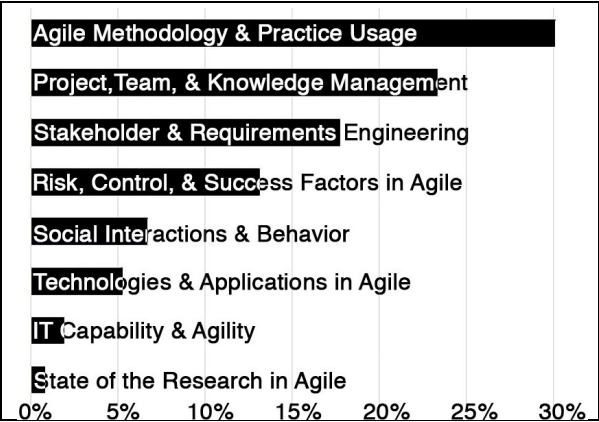 Agile Methodology & Practice Usage
Project,Team, & Knowledge Management
Stakeholder & Requirements Engineering
Risk, Control, & Success Factors in Agile
Social Interactions & Behavior
Technologies & Applications in Agile
IT Capability & Agility
State of the Research in Agile
0% 5% 10% 15% 20% 25% 30%